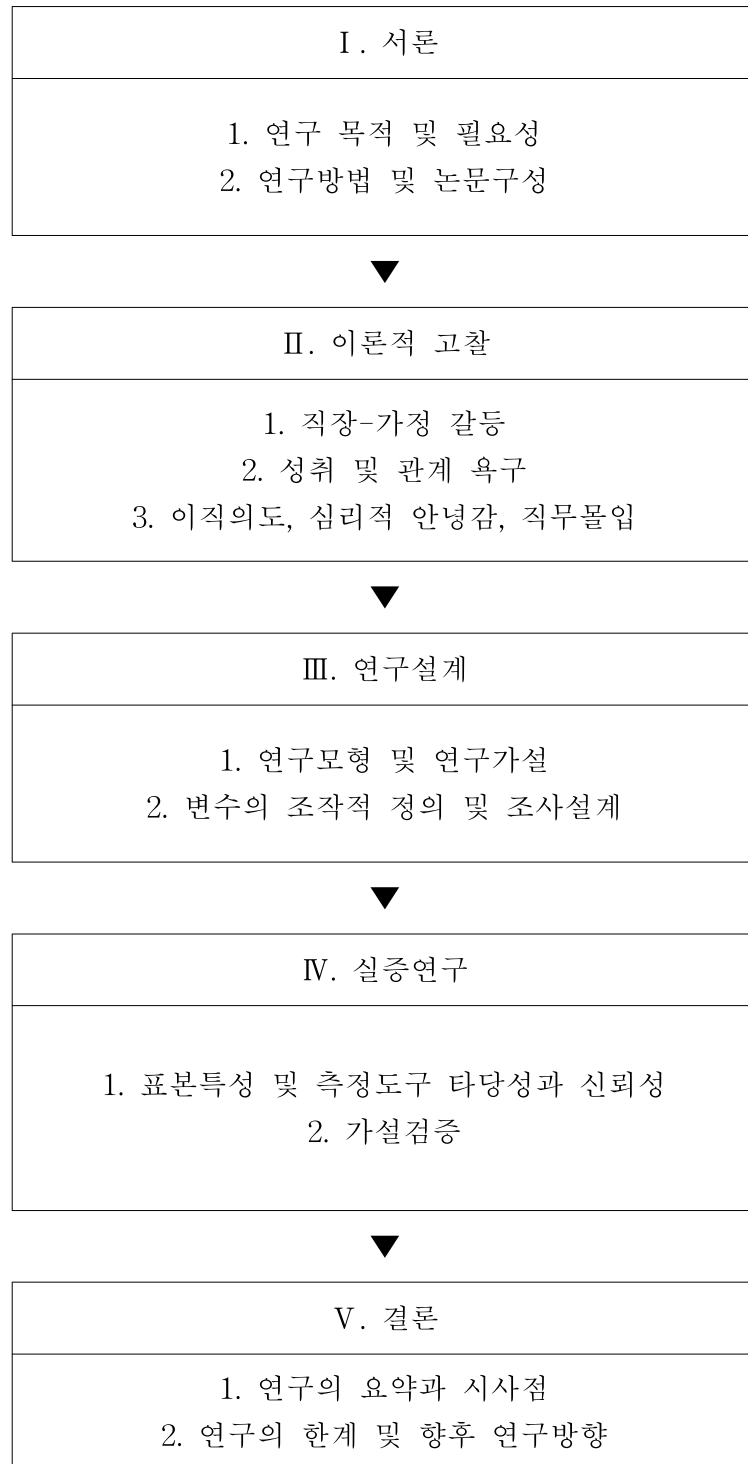 Ⅰ. 서론
1. 연구 목적 및 필요성
2. 연구방법 및 논문구성
▼
Ⅱ. 이론적 고찰
1. 직장-가정 갈등
2. 성취 및 관계 욕구
3. 이직의도, 심리적 안녕감, 직무몰입
▼
Ⅲ. 연구설계
1. 연구모형 및 연구가설
2. 변수의 조작적 정의 및 조사설계
▼
Ⅳ. 실증연구
1. 표본특성 및 측정도구 타당성과 신뢰성
2. 가설검증
▼
Ⅴ. 결론
1. 연구의 요약과 시사점
2. 연구의 한계 및 향후 연구방향